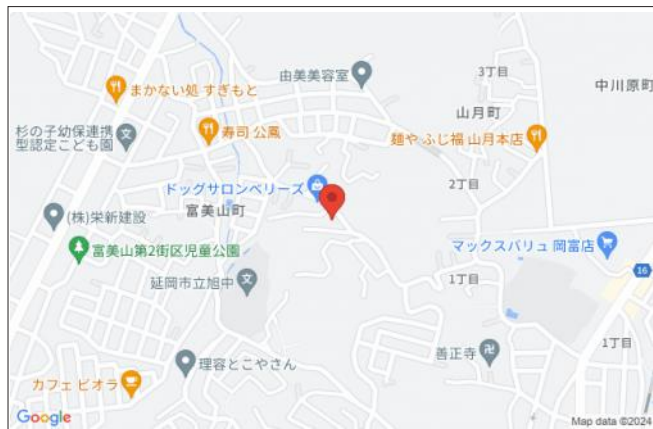 由美美容室
3丁目
中川原町
まかない処 すぎもと
山月町
杉の子幼保連携
型認定こども園
寿司 公鳳
麺や ふじ福 山月本店
ドッグサロンベリーズ
2丁目
富美山町
(株)栄新建設
富美山第2街区児童公園
マックスバリュ 岡富店
延岡市立旭中
1丁目
16
善正寺
1丁目
理容とこやさん
カフェ ビオラ
Google
Map data ©2024